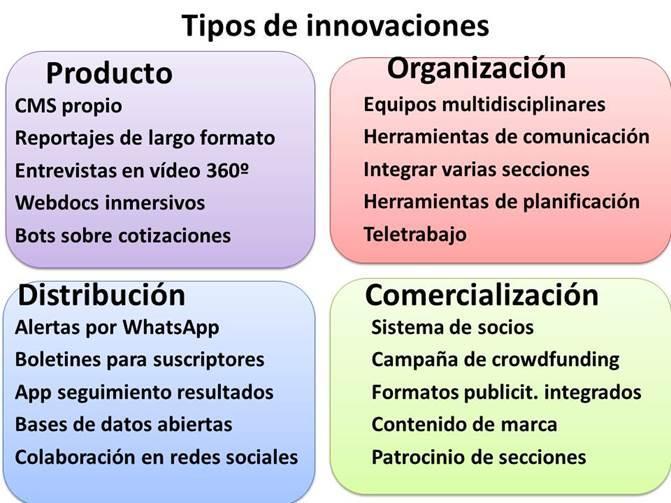 Tipos de innovaciones
Producto
CMS propio
Reportajes de largo formato
Entrevistas en vídeo 360º
Webdocs inmersivos
Bots sobre cotizaciones
Organización
Equipos multidisciplinares
Herramientas de comunicación
Integrar varias secciones
Herramientas de planificación
Teletrabajo
Distribución
Alertas por WhatsApp
Boletines para suscriptores
App seguimiento resultados
Bases de datos abiertas
Colaboración en redes sociales
Comercialización
Sistema de socios
Campaña de crowdfunding
Formatos publicit. integrados
Contenido de marca
Patrocinio de secciones